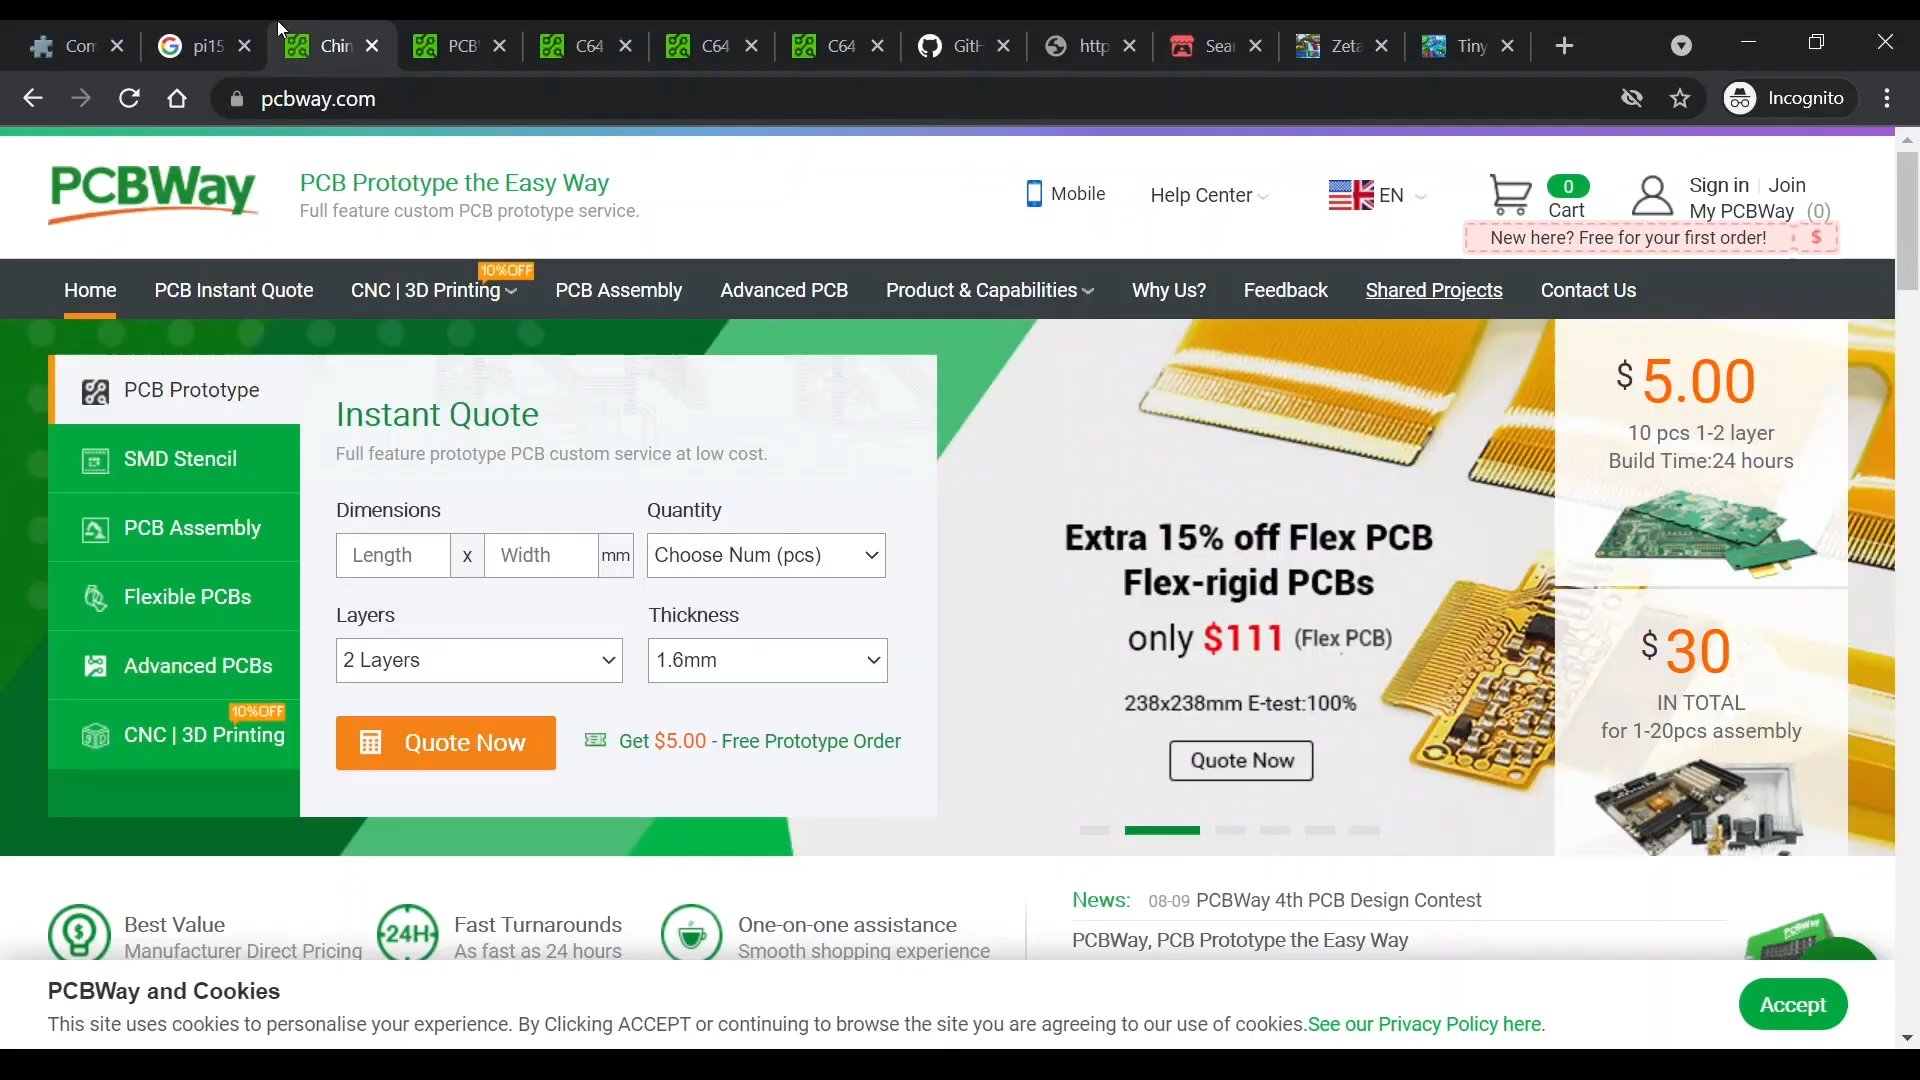 Con
pi15
Chin
PCB
C64
C64
C64
GitH
http
Sear
Zeta
Tiny
pcbway.com
Incognito
PCBWay
PCB Prototype the Easy Way
Full feature custom PCB prototype service.
Mobile
Help Center
EN
0
Cart
Sign in | Join
My PCBWay (0)
New here? Free for your first order! $
10%OFF
Home
PCB Instant Quote
CNC | 3D Printing
PCB Assembly
Advanced PCB
Product & Capabilities
Why Us?
Feedback
Shared Projects
Contact Us
PCB Prototype
SMD Stencil
PCB Assembly
Flexible PCBs
Advanced PCBs
10%OFF
CNC | 3D Printing
Instant Quote
Full feature prototype PCB custom service at low cost.
Dimensions
Quantity
Length x Width mm
Choose Num (pcs)
Layers
Thickness
2 Layers
1.6mm
Quote Now
Get $5.00 - Free Prototype Order
Extra 15% off Flex PCB
Flex-rigid PCBs
only $111 (Flex PCB)
238x238mm E-test:100%
Quote Now
$5.00
10 pcs 1-2 layer
Build Time:24 hours
$30
IN TOTAL
for 1-20pcs assembly
Best Value
Manufacturer Direct Pricing
24H
Fast Turnarounds
As fast as 24 hours
One-on-one assistance
Smooth shopping experience
News: 08-09 PCBWay 4th PCB Design Contest
PCBWay, PCB Prototype the Easy Way
PCBWay
PCBWay and Cookies
This site uses cookies to personalise your experience. By Clicking ACCEPT or continuing to browse the site you are agreeing to our use of cookies.See our Privacy Policy here.
Accept